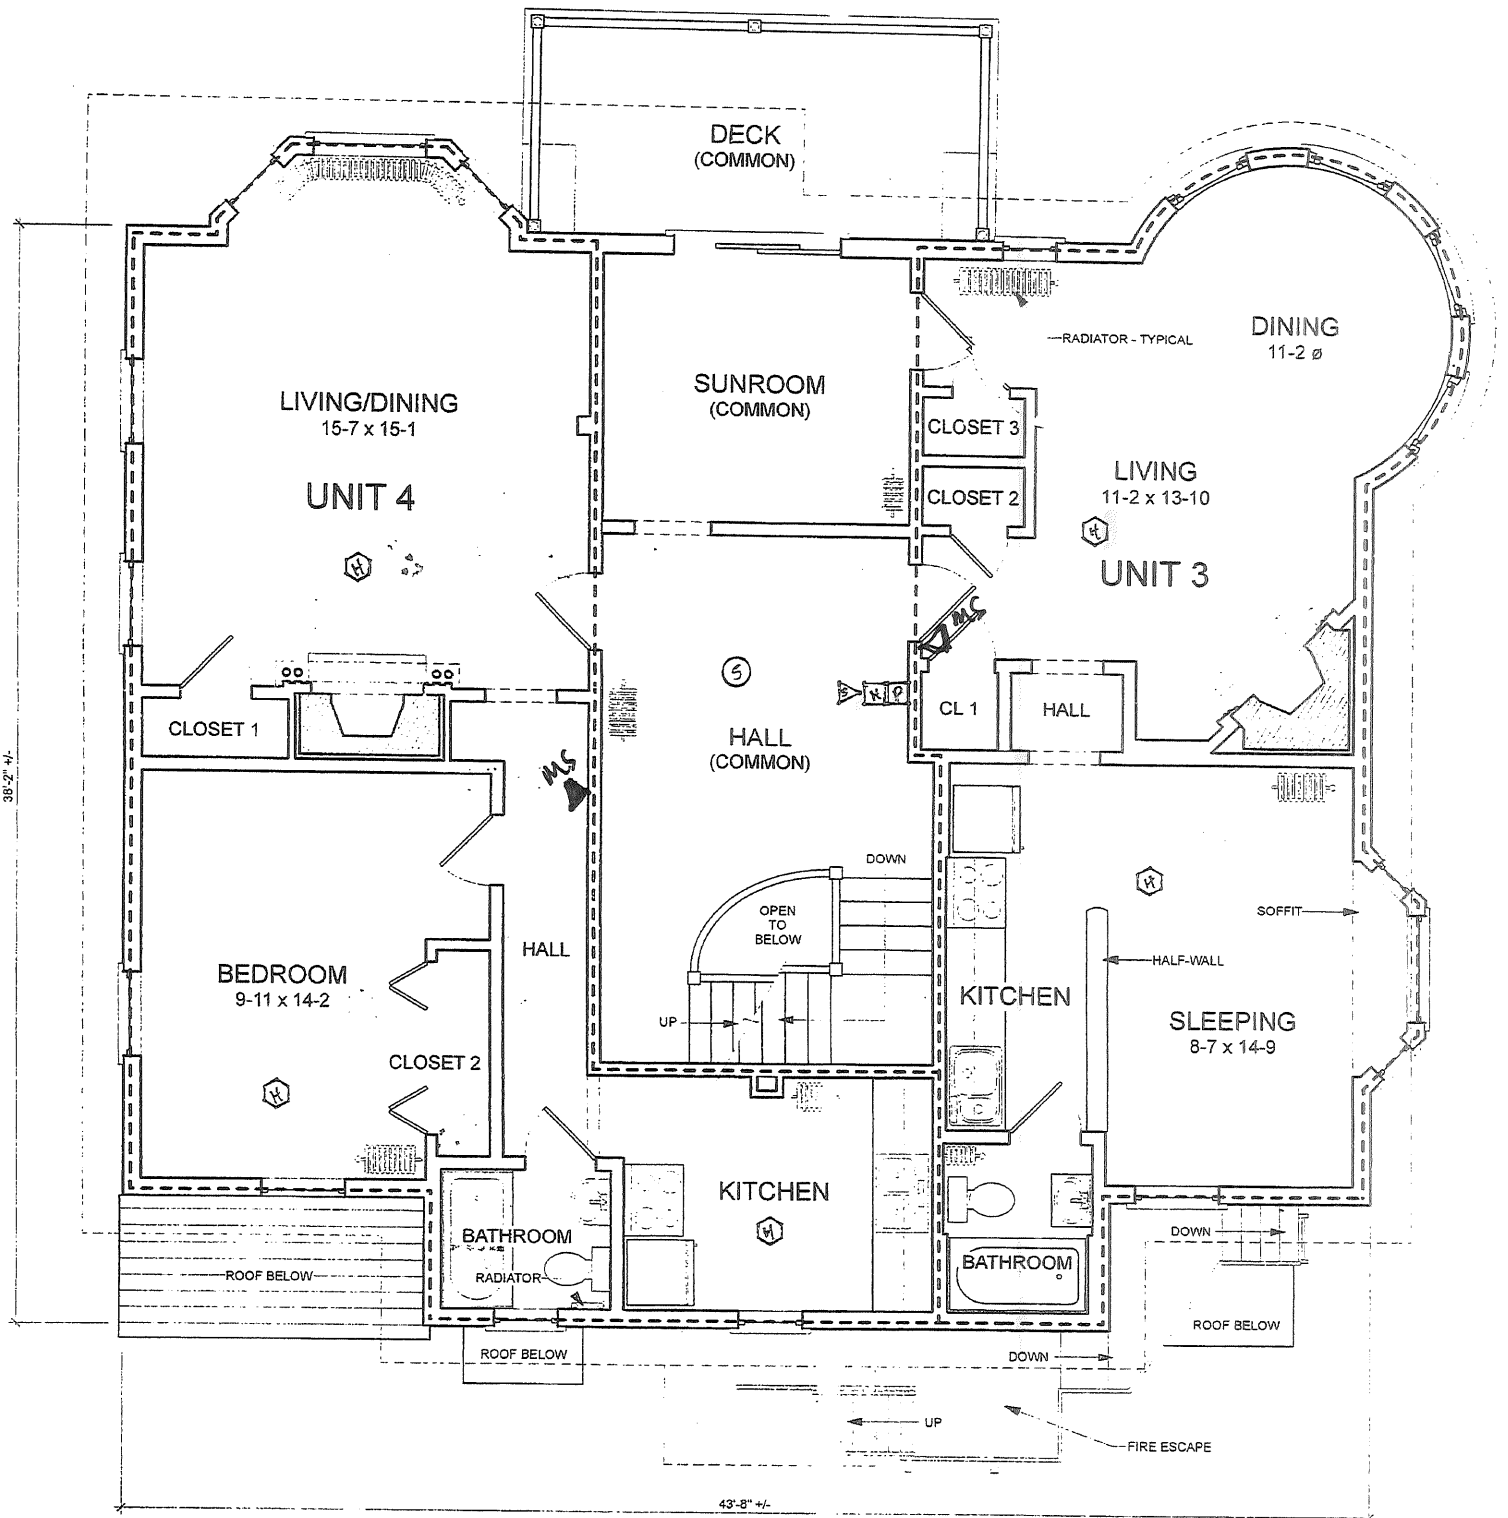 DECK
(COMMON)
DINING
11-2 ø
RADIATOR - TYPICAL
LIVING/DINING
15-7 x 15-1
UNIT 4
H
SUNROOM
(COMMON)
CLOSET 3
CLOSET 2
LIVING
11-2 x 13-10
H
UNIT 3
MS
S
S H P
CL 1
HALL
CLOSET 1
HALL
(COMMON)
MS
38'-2" +/-
DOWN
OPEN
TO
BELOW
UP
HALL
BEDROOM
9-11 x 14-2
CLOSET 2
H
H
SOFFIT
HALF-WALL
KITCHEN
SLEEPING
8-7 x 14-9
KITCHEN
H
BATHROOM
RADIATOR
BATHROOM
DOWN
ROOF BELOW
ROOF BELOW
ROOF BELOW
DOWN
UP
FIRE ESCAPE
43'-8" +/-